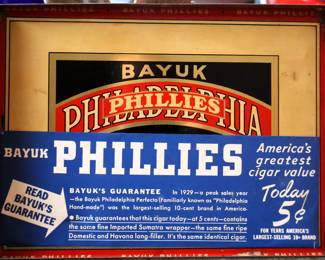 BAYUK PHILLIES
BAYUK
PHILADELPHIA
PHILLIES
BAYUK PHILLIES
America's
greatest
cigar value
READ
BAYUK'S
GUARANTEE
BAYUK'S GUARANTEE In 1929—a peak sales year
—the Bayuk Philadelphia Perfecto (Familiarly known as "Philadelphia
Hand-made") was the largest-selling 10-cent brand in America.
Bayuk guarantees that this cigar today—at 5 cents—contains
the same fine Imported Sumatra wrapper—the same fine ripe
Domestic and Havana long-filler. It's the same identical cigar.
Today
5¢
FOR YEARS AMERICA'S
LARGEST-SELLING 10¢ BRAND